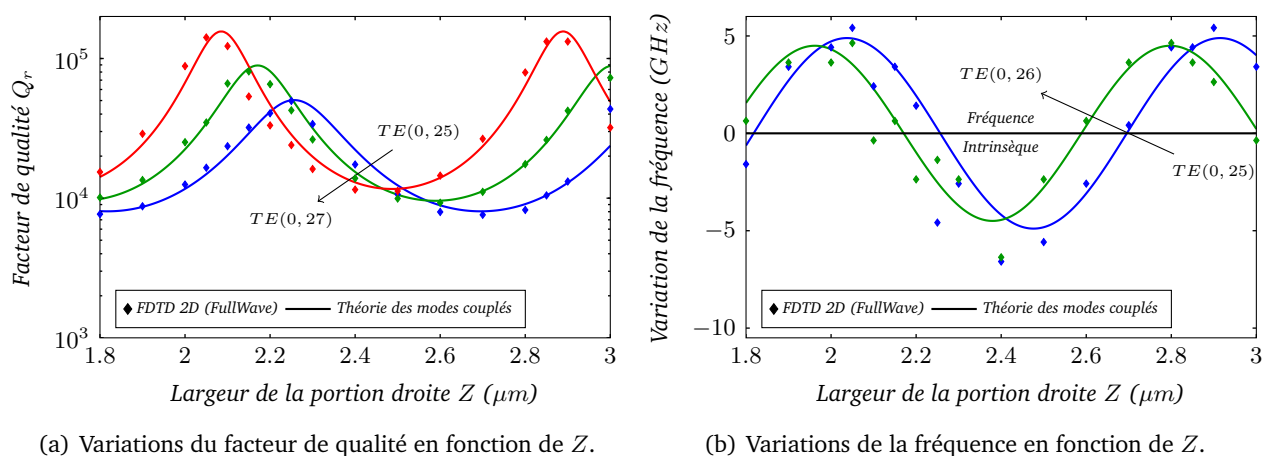 Facteur de qualité Q_r
10^5
10^4
10^3
TE(0, 25)
TE(0, 27)
FDTD 2D (FullWave) Théorie des modes couplés
1.8 2 2.2 2.4 2.6 2.8 3
Largeur de la portion droite Z (μm)
(a) Variations du facteur de qualité en fonction de Z.
Variation de la fréquence (GHz)
5
0
−5
−10
TE(0, 26)
Fréquence
Intrinsèque
TE(0, 25)
FDTD 2D (FullWave) Théorie des modes couplés
1.8 2 2.2 2.4 2.6 2.8 3
Largeur de la portion droite Z (μm)
(b) Variations de la fréquence en fonction de Z.